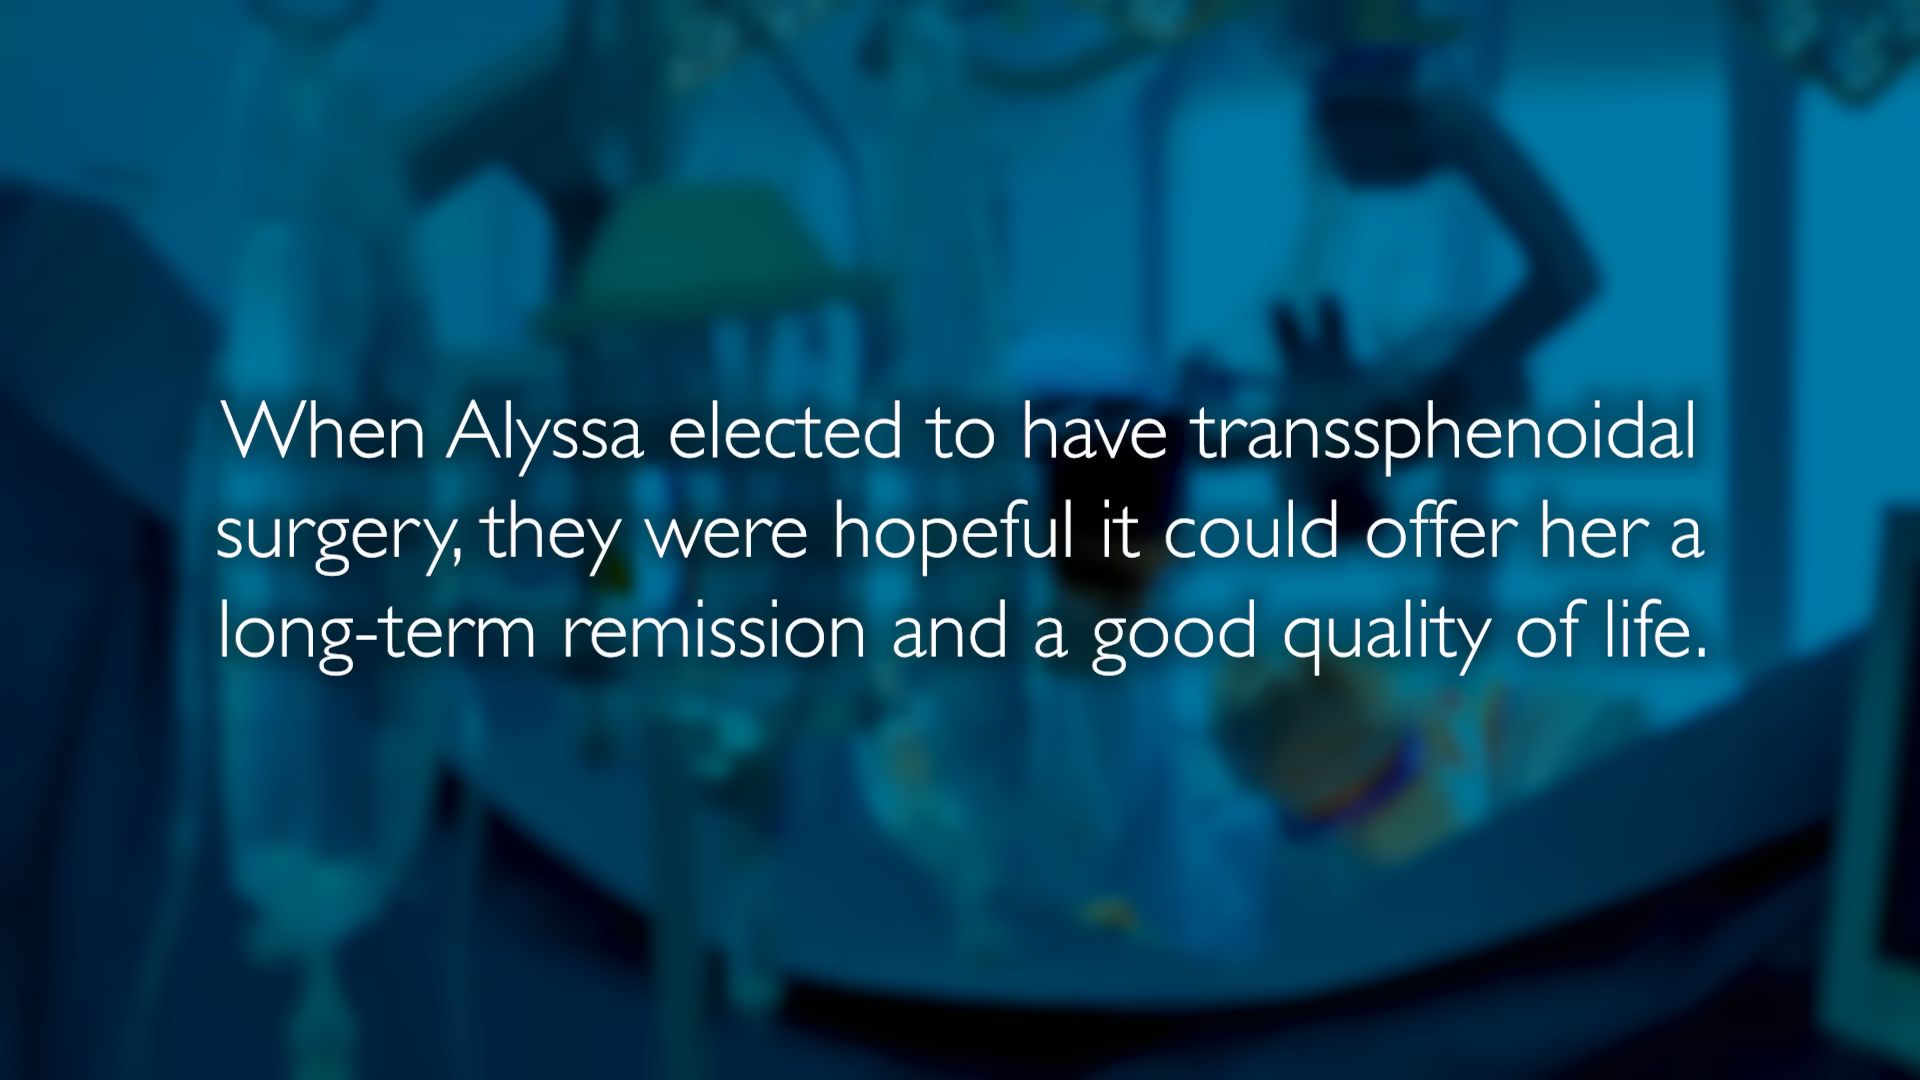 When Alyssa elected to have transsphenoidal
surgery, they were hopeful it could offer her a
long-term remission and a good quality of life.